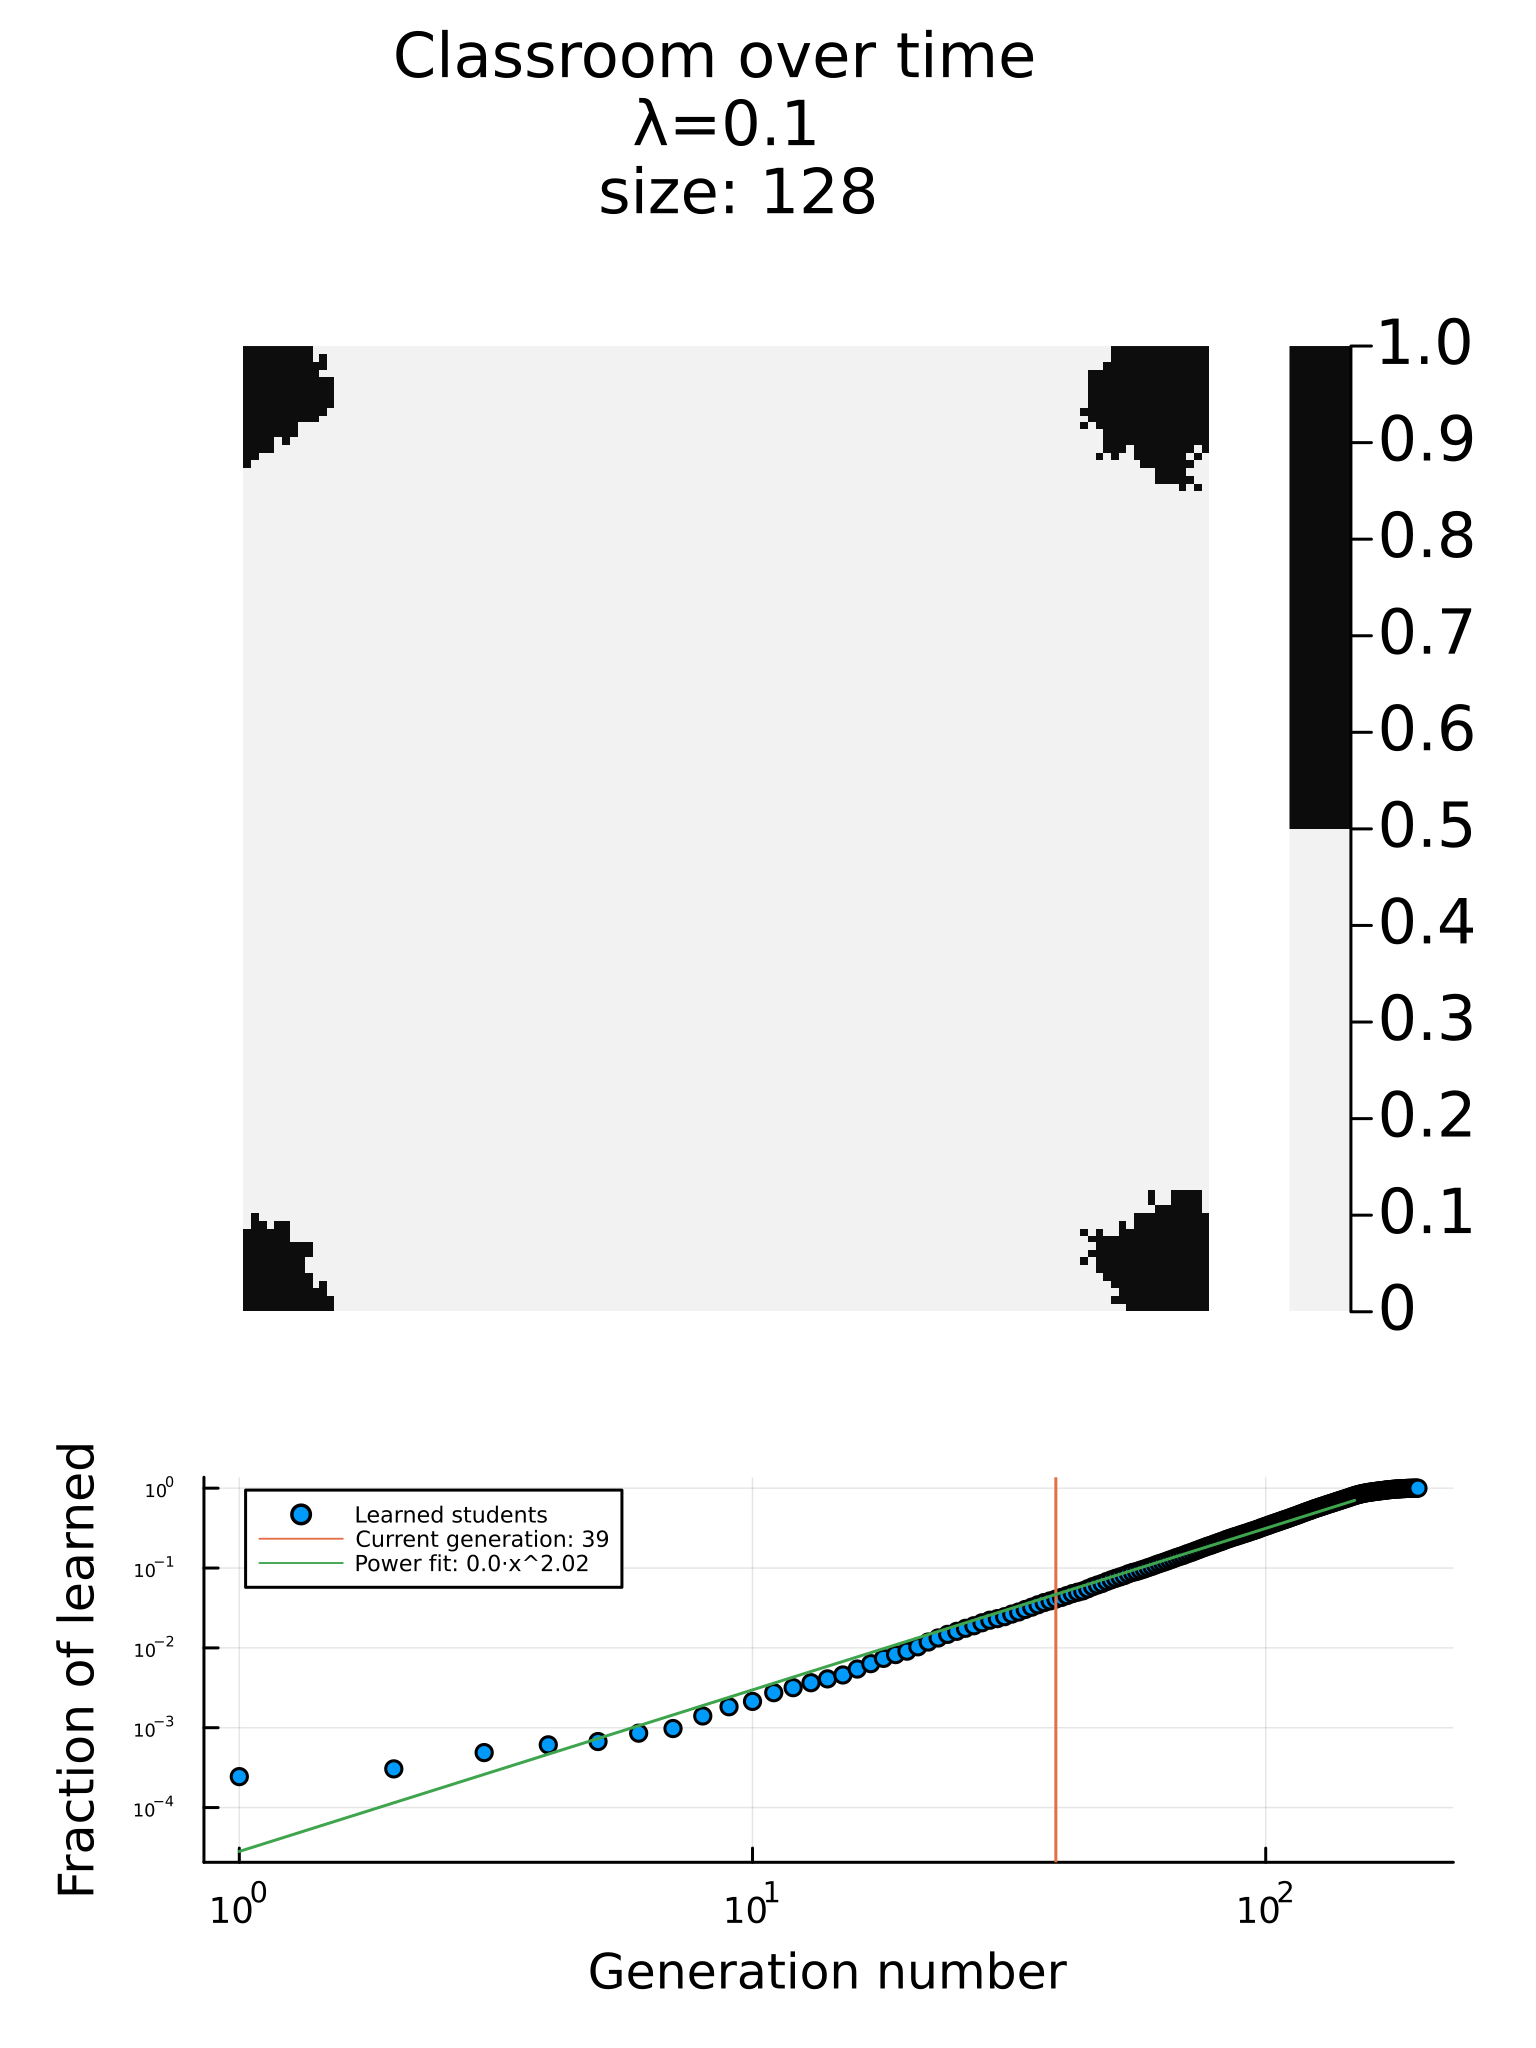 Classroom over time
λ=0.1
size: 128
1.0
0.9
0.8
0.7
0.6
0.5
0.4
0.3
0.2
0.1
0
Fraction of learned
10^0
10^-1
10^-2
10^-3
10^-4
Learned students
Current generation: 39
Power fit: 0.0·x^2.02
10^0 10^1 10^2
Generation number